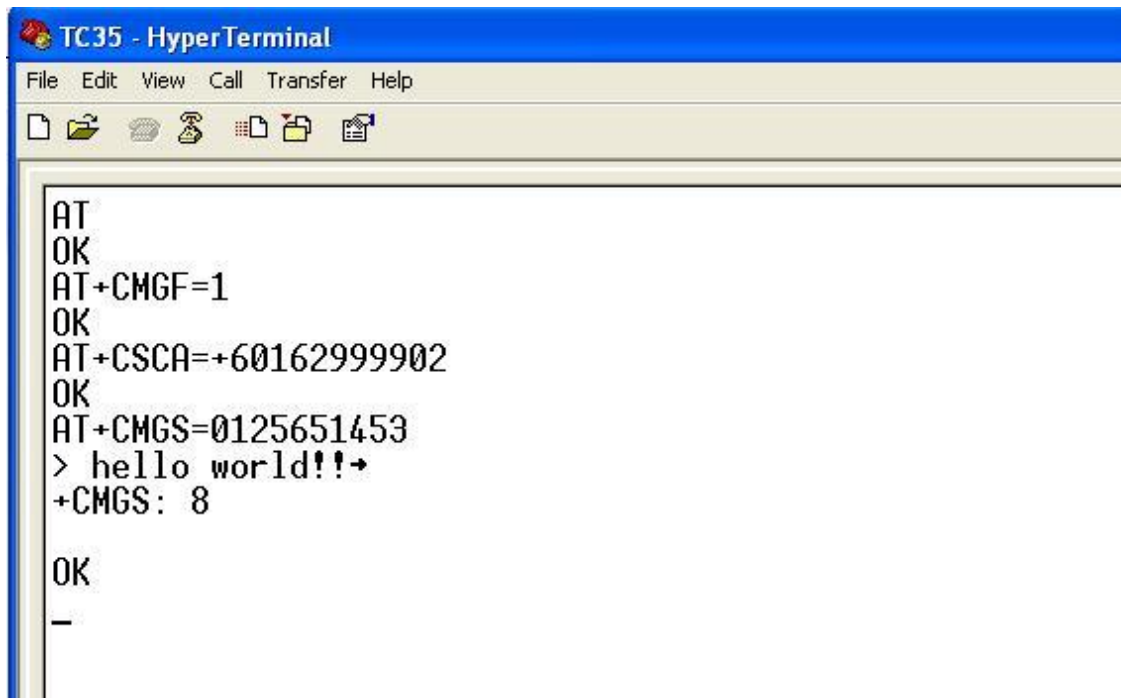 TC35 - HyperTerminal
File Edit View Call Transfer Help
AT
OK
AT+CMGF=1
OK
AT+CSCA=+60162999902
OK
AT+CMGS=0125651453
> hello world!!→
+CMGS: 8
OK
_